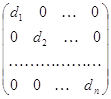 d₁ 0 … 0
0 d₂ … 0
………………
0 0 … dₙ